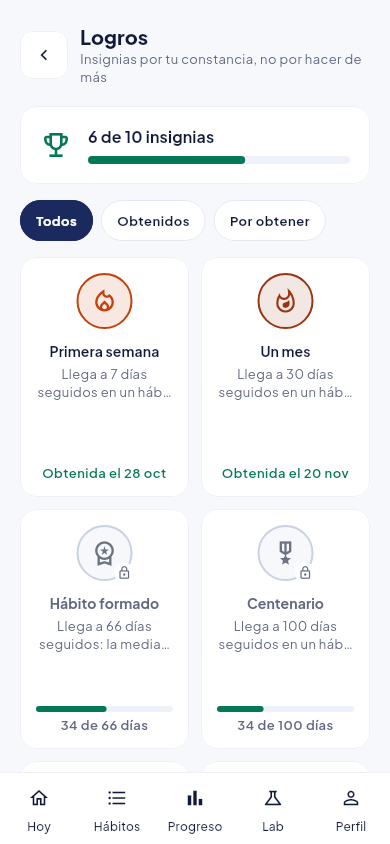 Logros
Insignias por tu constancia, no por hacer de
más
6 de 10 insignias
Todos
Obtenidos
Por obtener
Primera semana
Llega a 7 días
seguidos en un háb…
Obtenida el 28 oct
Un mes
Llega a 30 días
seguidos en un háb…
Obtenida el 20 nov
Hábito formado
Llega a 66 días
seguidos: la media…
34 de 66 días
Centenario
Llega a 100 días
seguidos en un háb…
34 de 100 días
Hoy
Hábitos
Progreso
Lab
Perfil